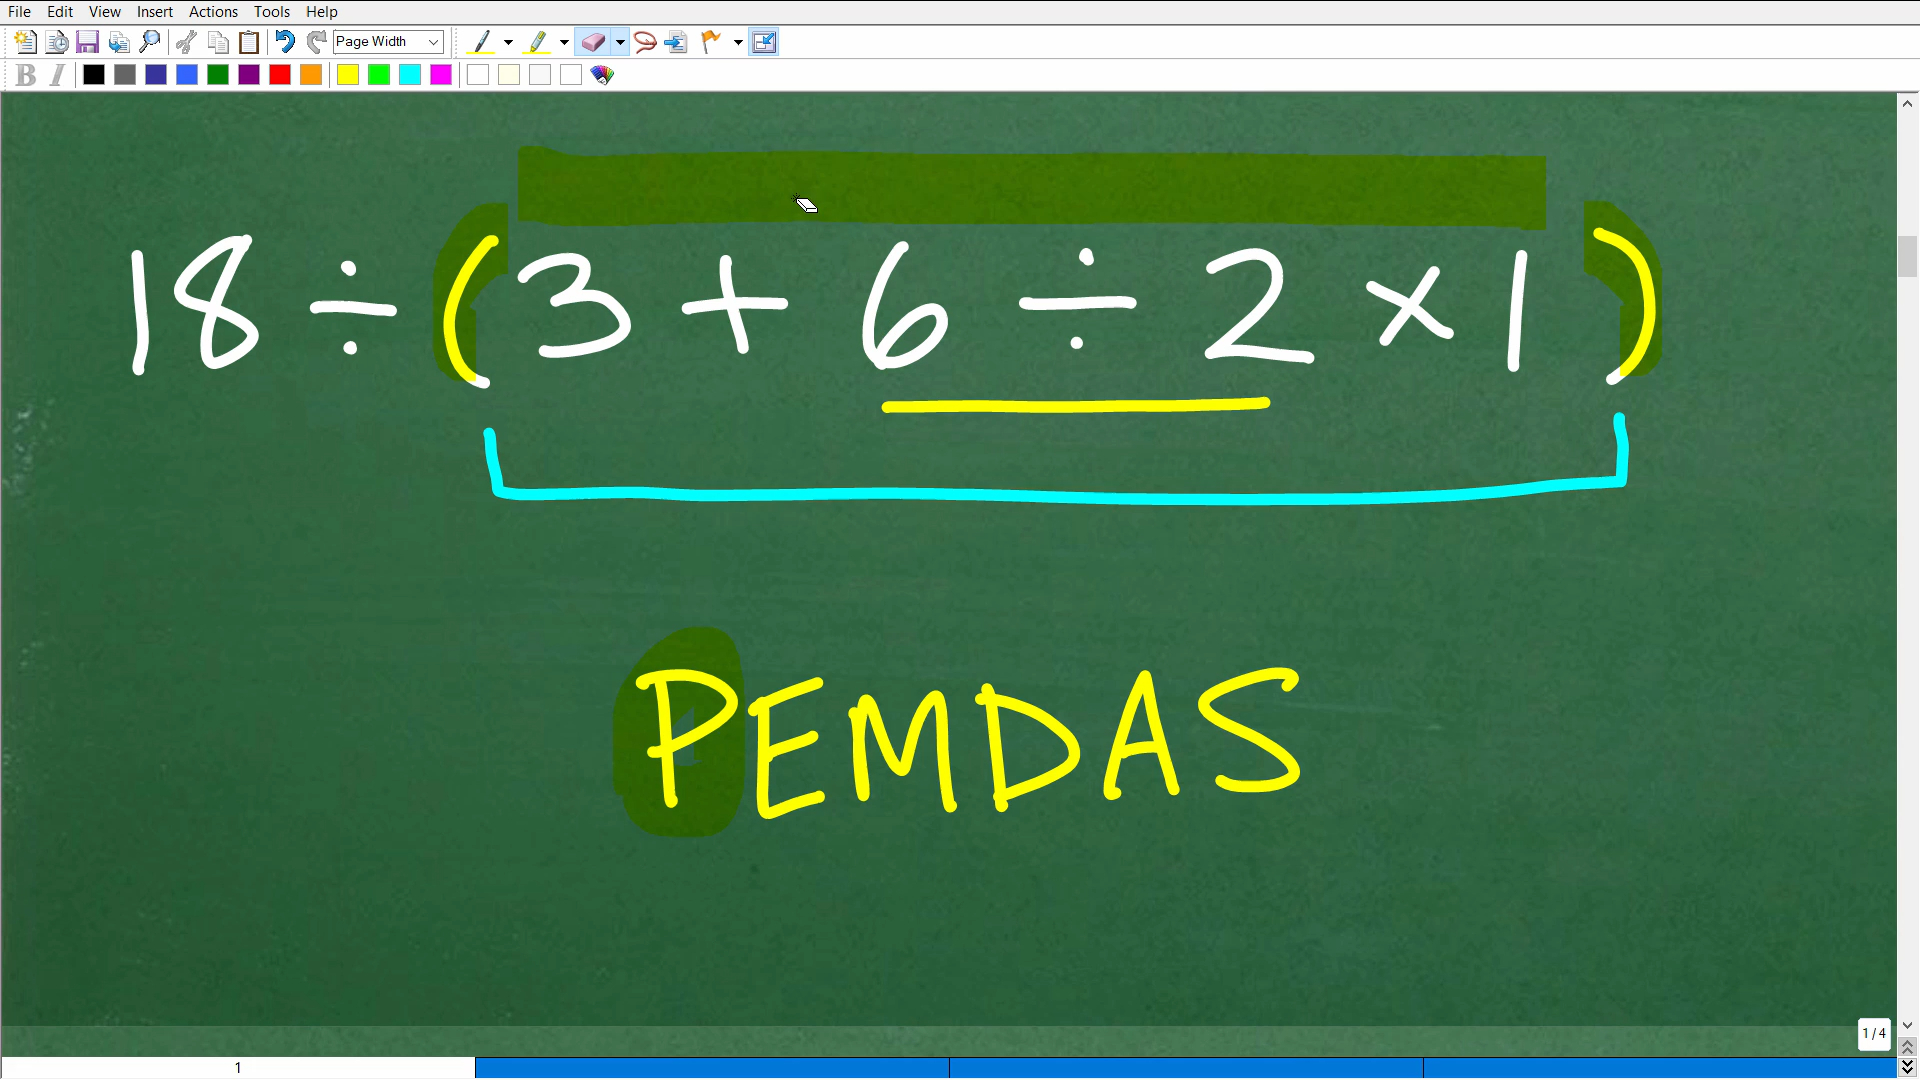 File Edit View Insert Actions Tools Help
Page Width
B I
18 ÷ (3 + 6 ÷ 2 × 1)
PEMDAS
1 / 4
1